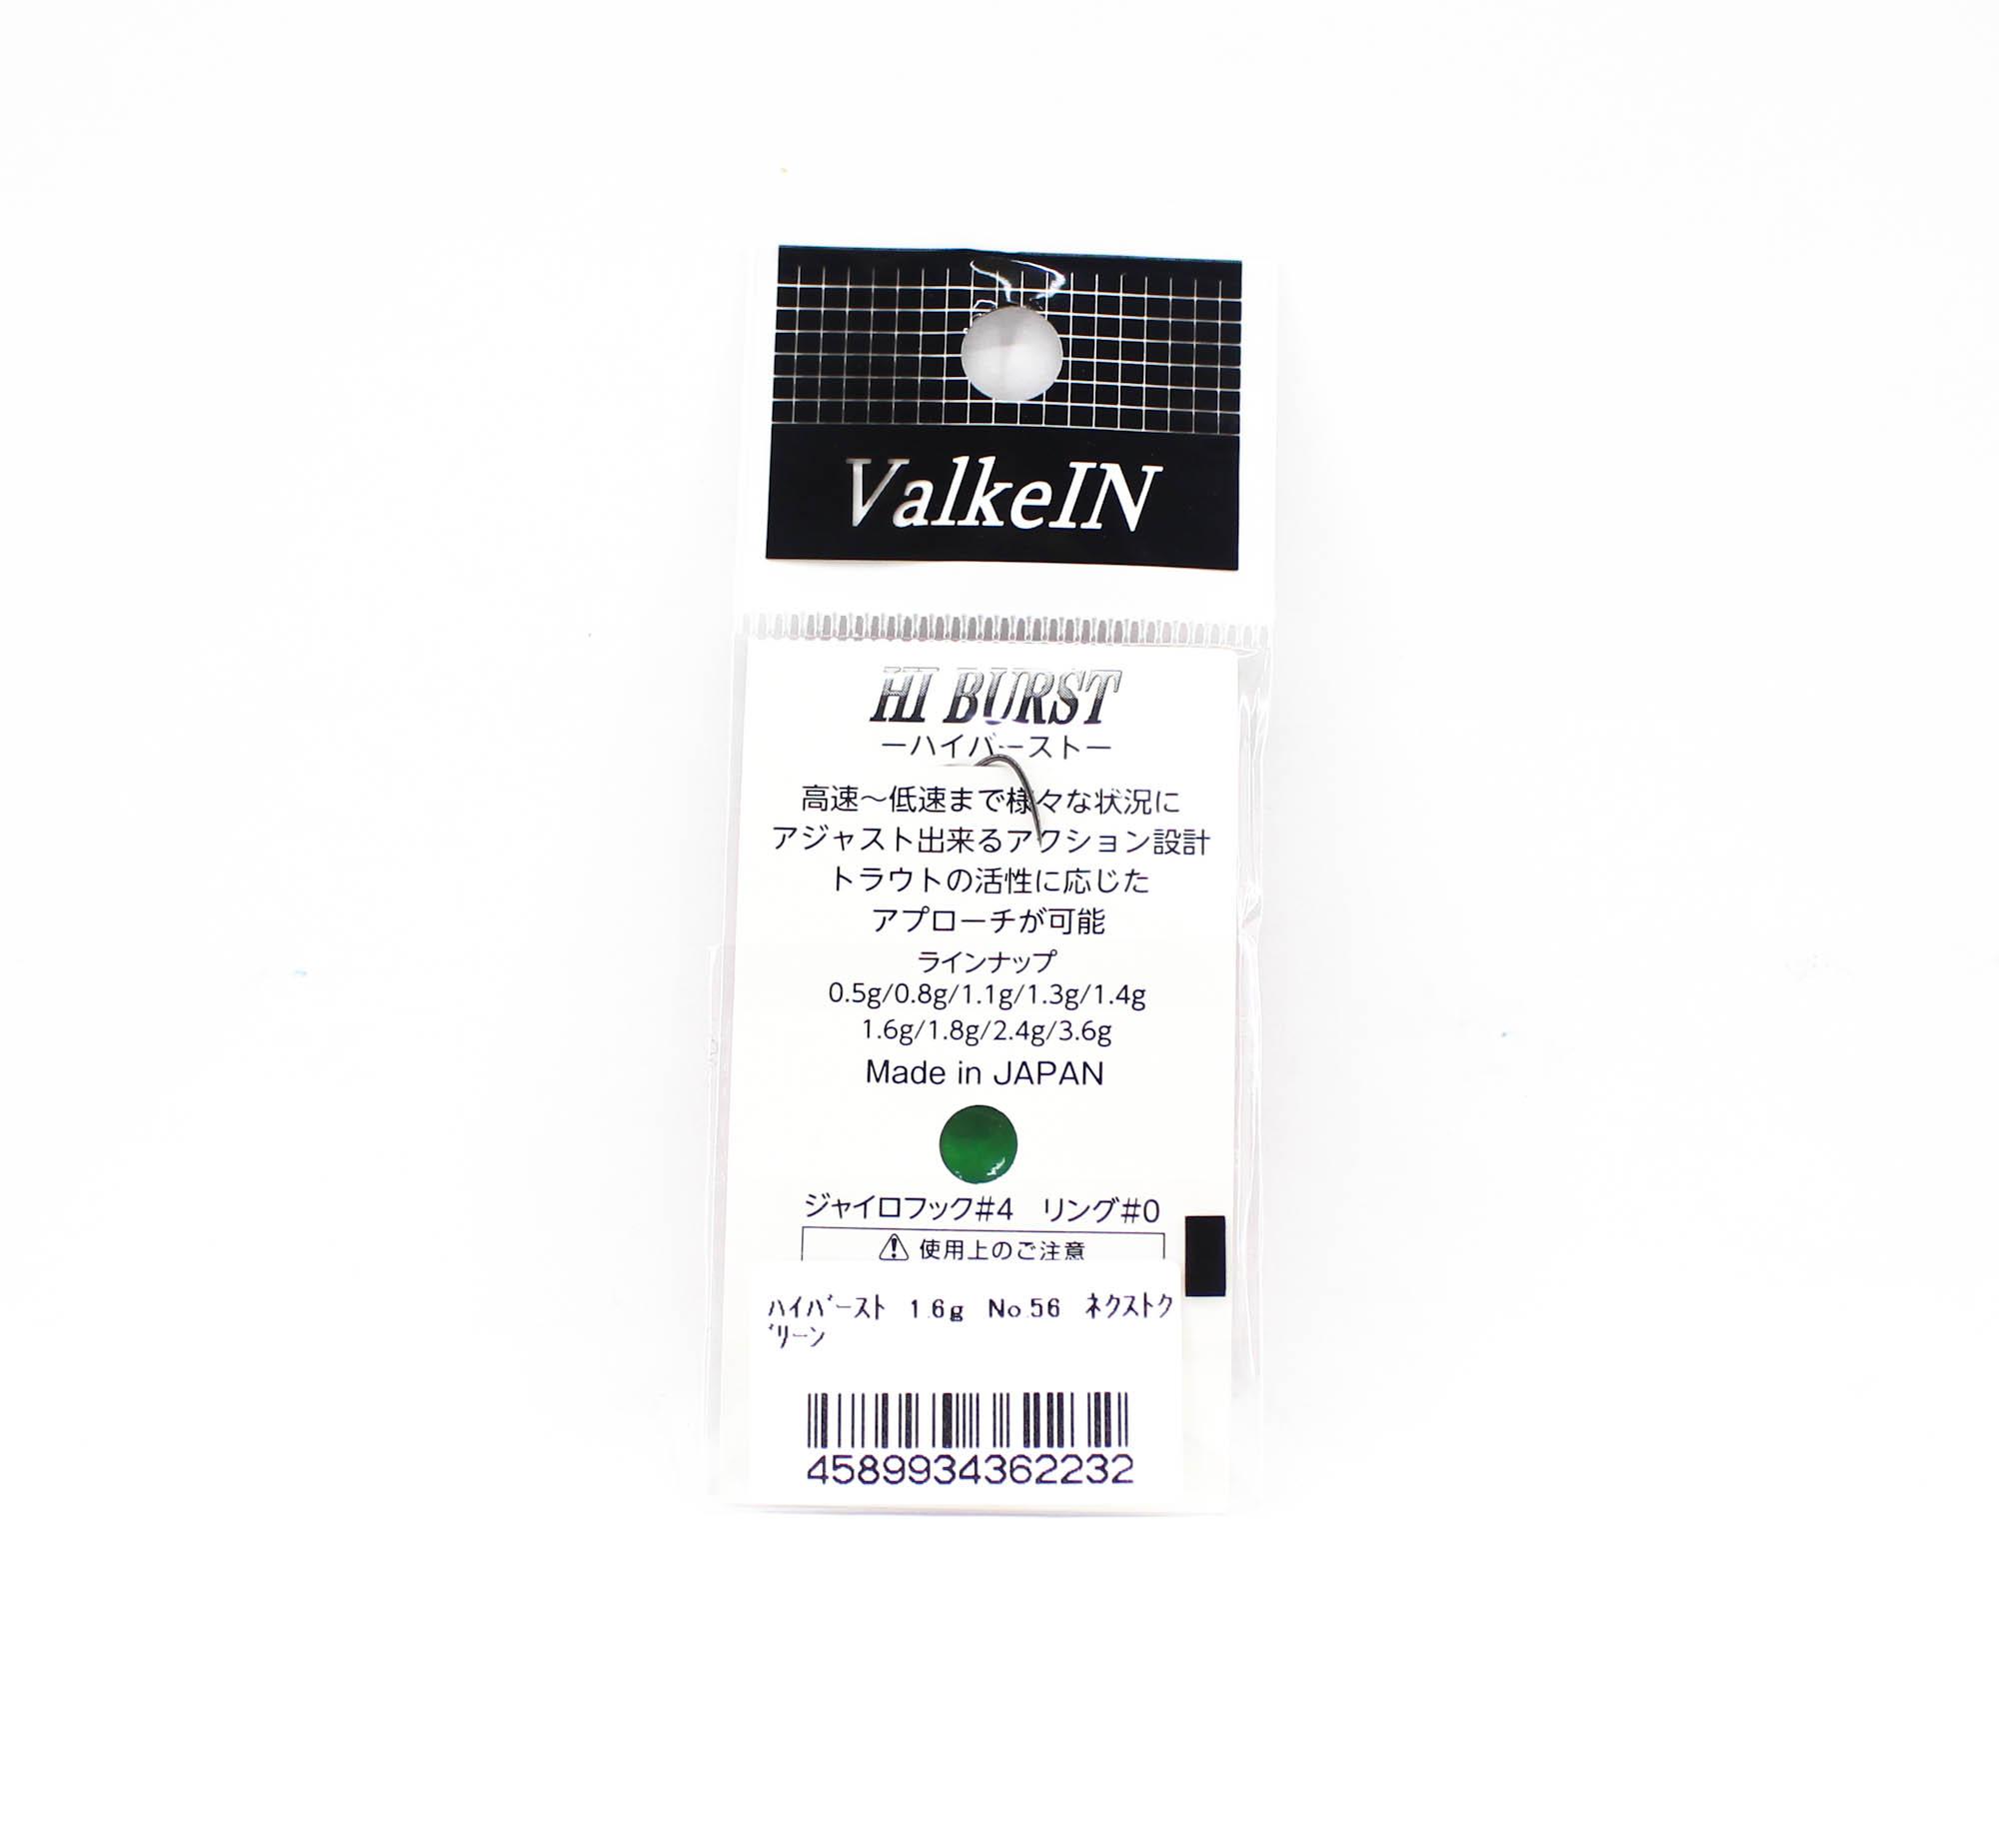 ValkeIN
HI BURST
ーハイバーストー
高速～低速まで様々な状況に
アジャスト出来るアクション設計
トラウトの活性に応じた
アプローチが可能
ラインナップ
0.5g/0.8g/1.1g/1.3g/1.4g
1.6g/1.8g/2.4g/3.6g
Made in JAPAN
ジャイロフック#4　リング#0
使用上のご注意
ﾊｲﾊﾞｰｽﾄ 1.6g No.56 ﾈｸｽﾄｸ
ﾞﾘｰﾝ
4589934362232